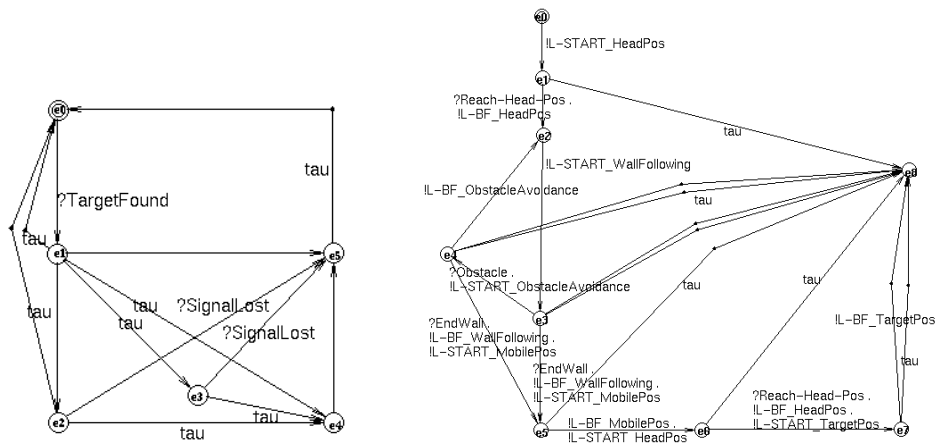 e0
?TargetFound
tau
tau
e1
e5
tau
tau
tau
?SignalLost
?SignalLost
e3
tau
e2
tau
e4
e0
!L-START_HeadPos
e1
?Reach-Head-Pos .
!L-BF_HeadPos
e2
tau
!L-START_WallFollowing
e8
!L-BF_ObstacleAvoidance
tau
e4
?Obstacle .
!L-START_ObstacleAvoidance
tau
tau
e3
?EndWall .
!L-BF_WallFollowing .
!L-START_MobilePos
!L-BF_TargetPos
?EndWall .
!L-BF_WallFollowing .
!L-START_MobilePos
tau
?Reach-Head-Pos .
!L-BF_HeadPos .
!L-START_TargetPos
e5
!L-BF_MobilePos .
!L-START_HeadPos
e6
e7